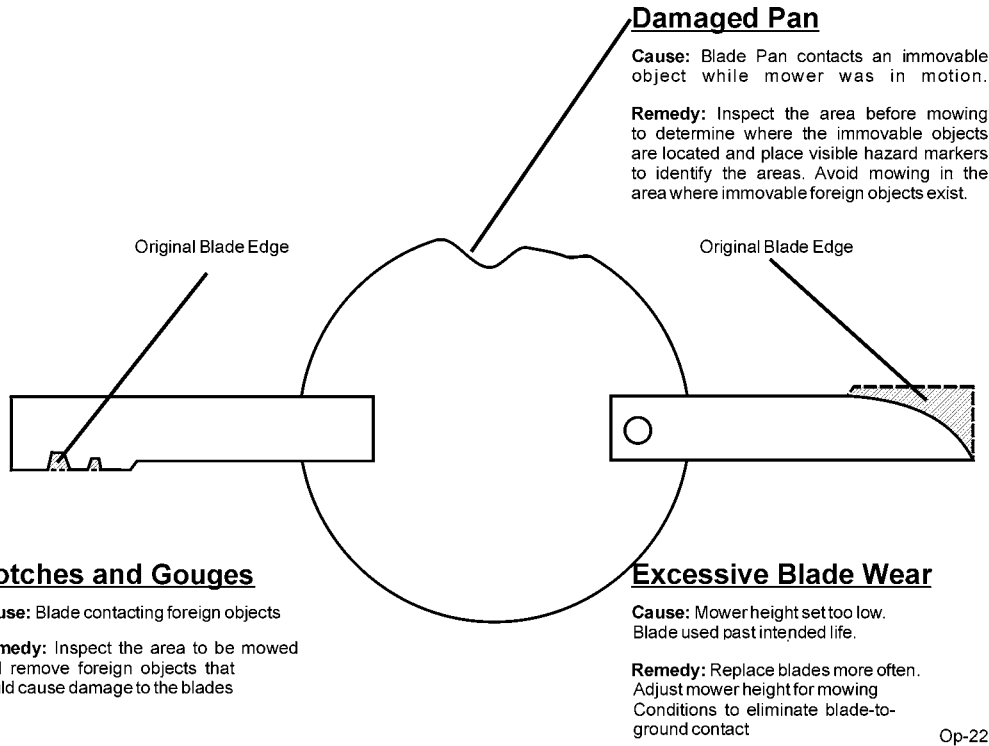 Damaged Pan
Cause: Blade Pan contacts an immovable
object while mower was in motion.
Remedy: Inspect the area before mowing
to determine where the immovable objects
are located and place visible hazard markers
to identify the areas. Avoid mowing in the
area where immovable foreign objects exist.
Original Blade Edge
Original Blade Edge
otches and Gouges
use: Blade contacting foreign objects
medy: Inspect the area to be mowed
remove foreign objects that
ld cause damage to the blades
Excessive Blade Wear
Cause: Mower height set too low.
Blade used past intended life.
Remedy: Replace blades more often.
Adjust mower height for mowing
Conditions to eliminate blade-to-
ground contact
Op-22